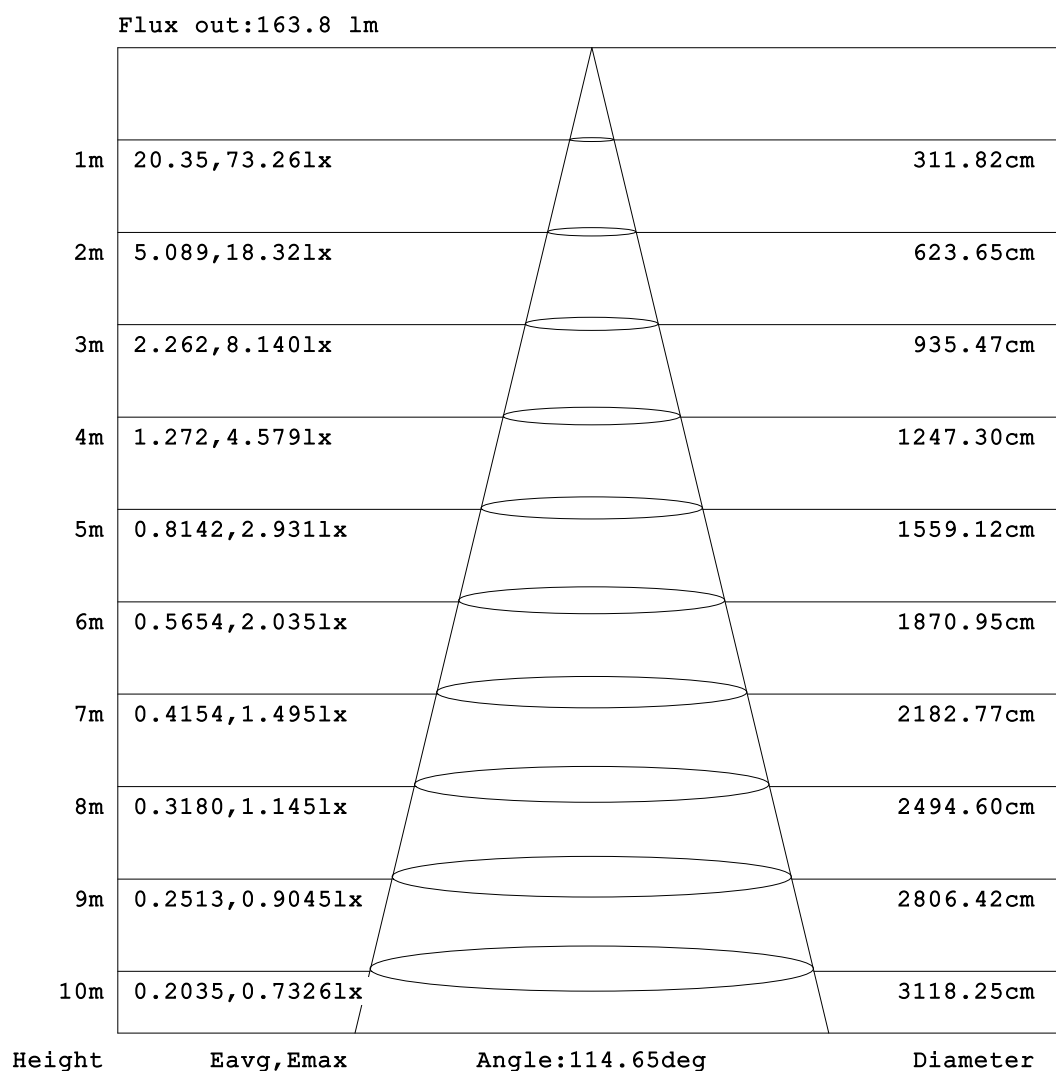 Flux out:163.8 lm
1m 20.35,73.26lx 311.82cm
2m 5.089,18.32lx 623.65cm
3m 2.262,8.140lx 935.47cm
4m 1.272,4.579lx 1247.30cm
5m 0.8142,2.931lx 1559.12cm
6m 0.5654,2.035lx 1870.95cm
7m 0.4154,1.495lx 2182.77cm
8m 0.3180,1.145lx 2494.60cm
9m 0.2513,0.9045lx 2806.42cm
10m 0.2035,0.7326lx 3118.25cm
Height Eavg,Emax Angle:114.65deg Diameter